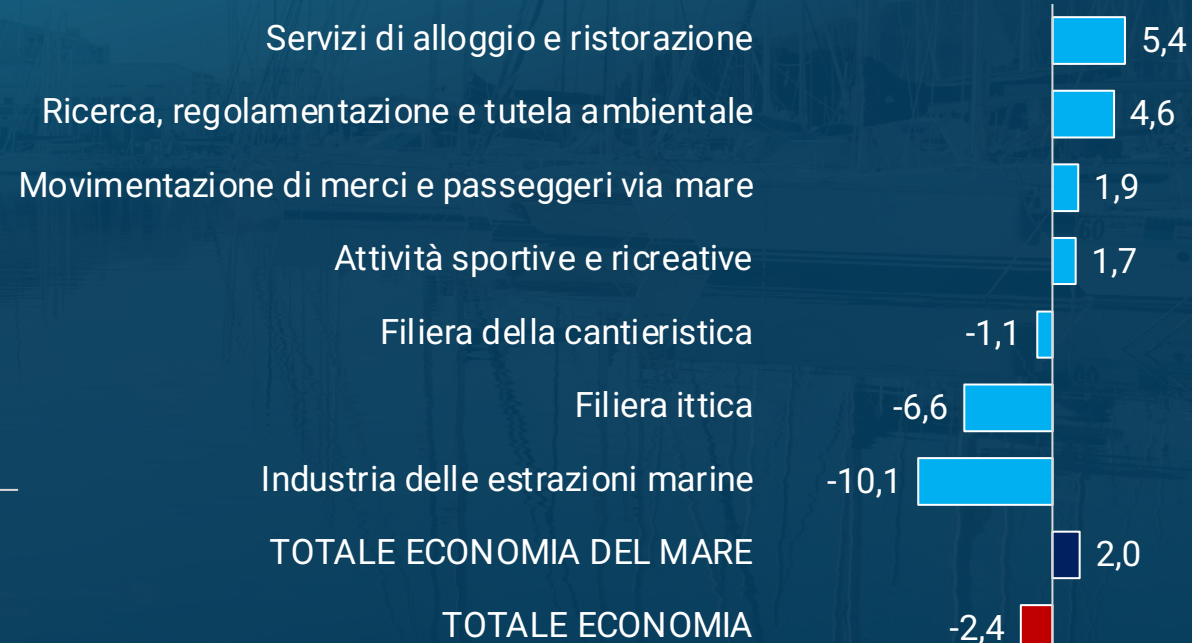 Servizi di alloggio e ristorazione 5,4
Ricerca, regolamentazione e tutela ambientale 4,6
Movimentazione di merci e passeggeri via mare 1,9
Attività sportive e ricreative 1,7
Filiera della cantieristica -1,1
Filiera ittica -6,6
Industria delle estrazioni marine -10,1
TOTALE ECONOMIA DEL MARE 2,0
TOTALE ECONOMIA -2,4